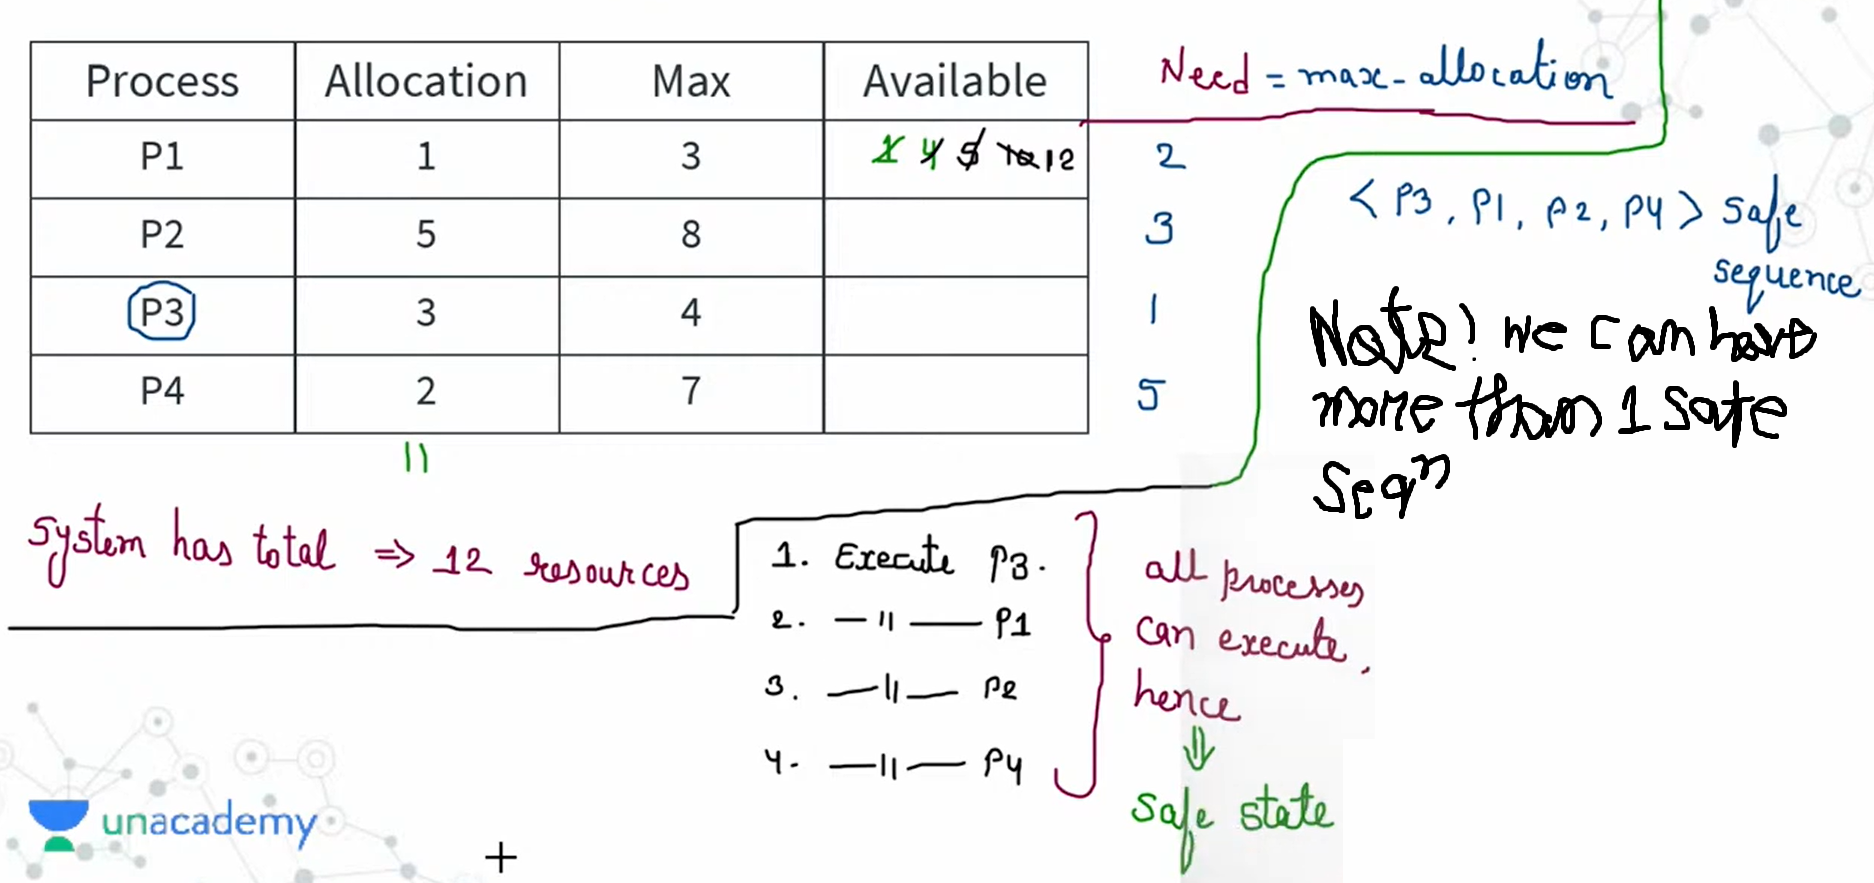 Process Allocation Max Available
P1 1 3 1 4 5 10 12
P2 5 8
P3 3 4
P4 2 7
11
Need = max - allocation
2
3
1
5
< P3, P1, P2, P4 > safe
sequence
Note! we can have
more than 1 safe
Seqⁿ
System has total ⇒ 12 resources
1. Execute P3.
2. — 11 — P1
3. — 11 — P2
4. — 11 — P4
all processes
can execute,
hence
⇓
Safe state
unacademy